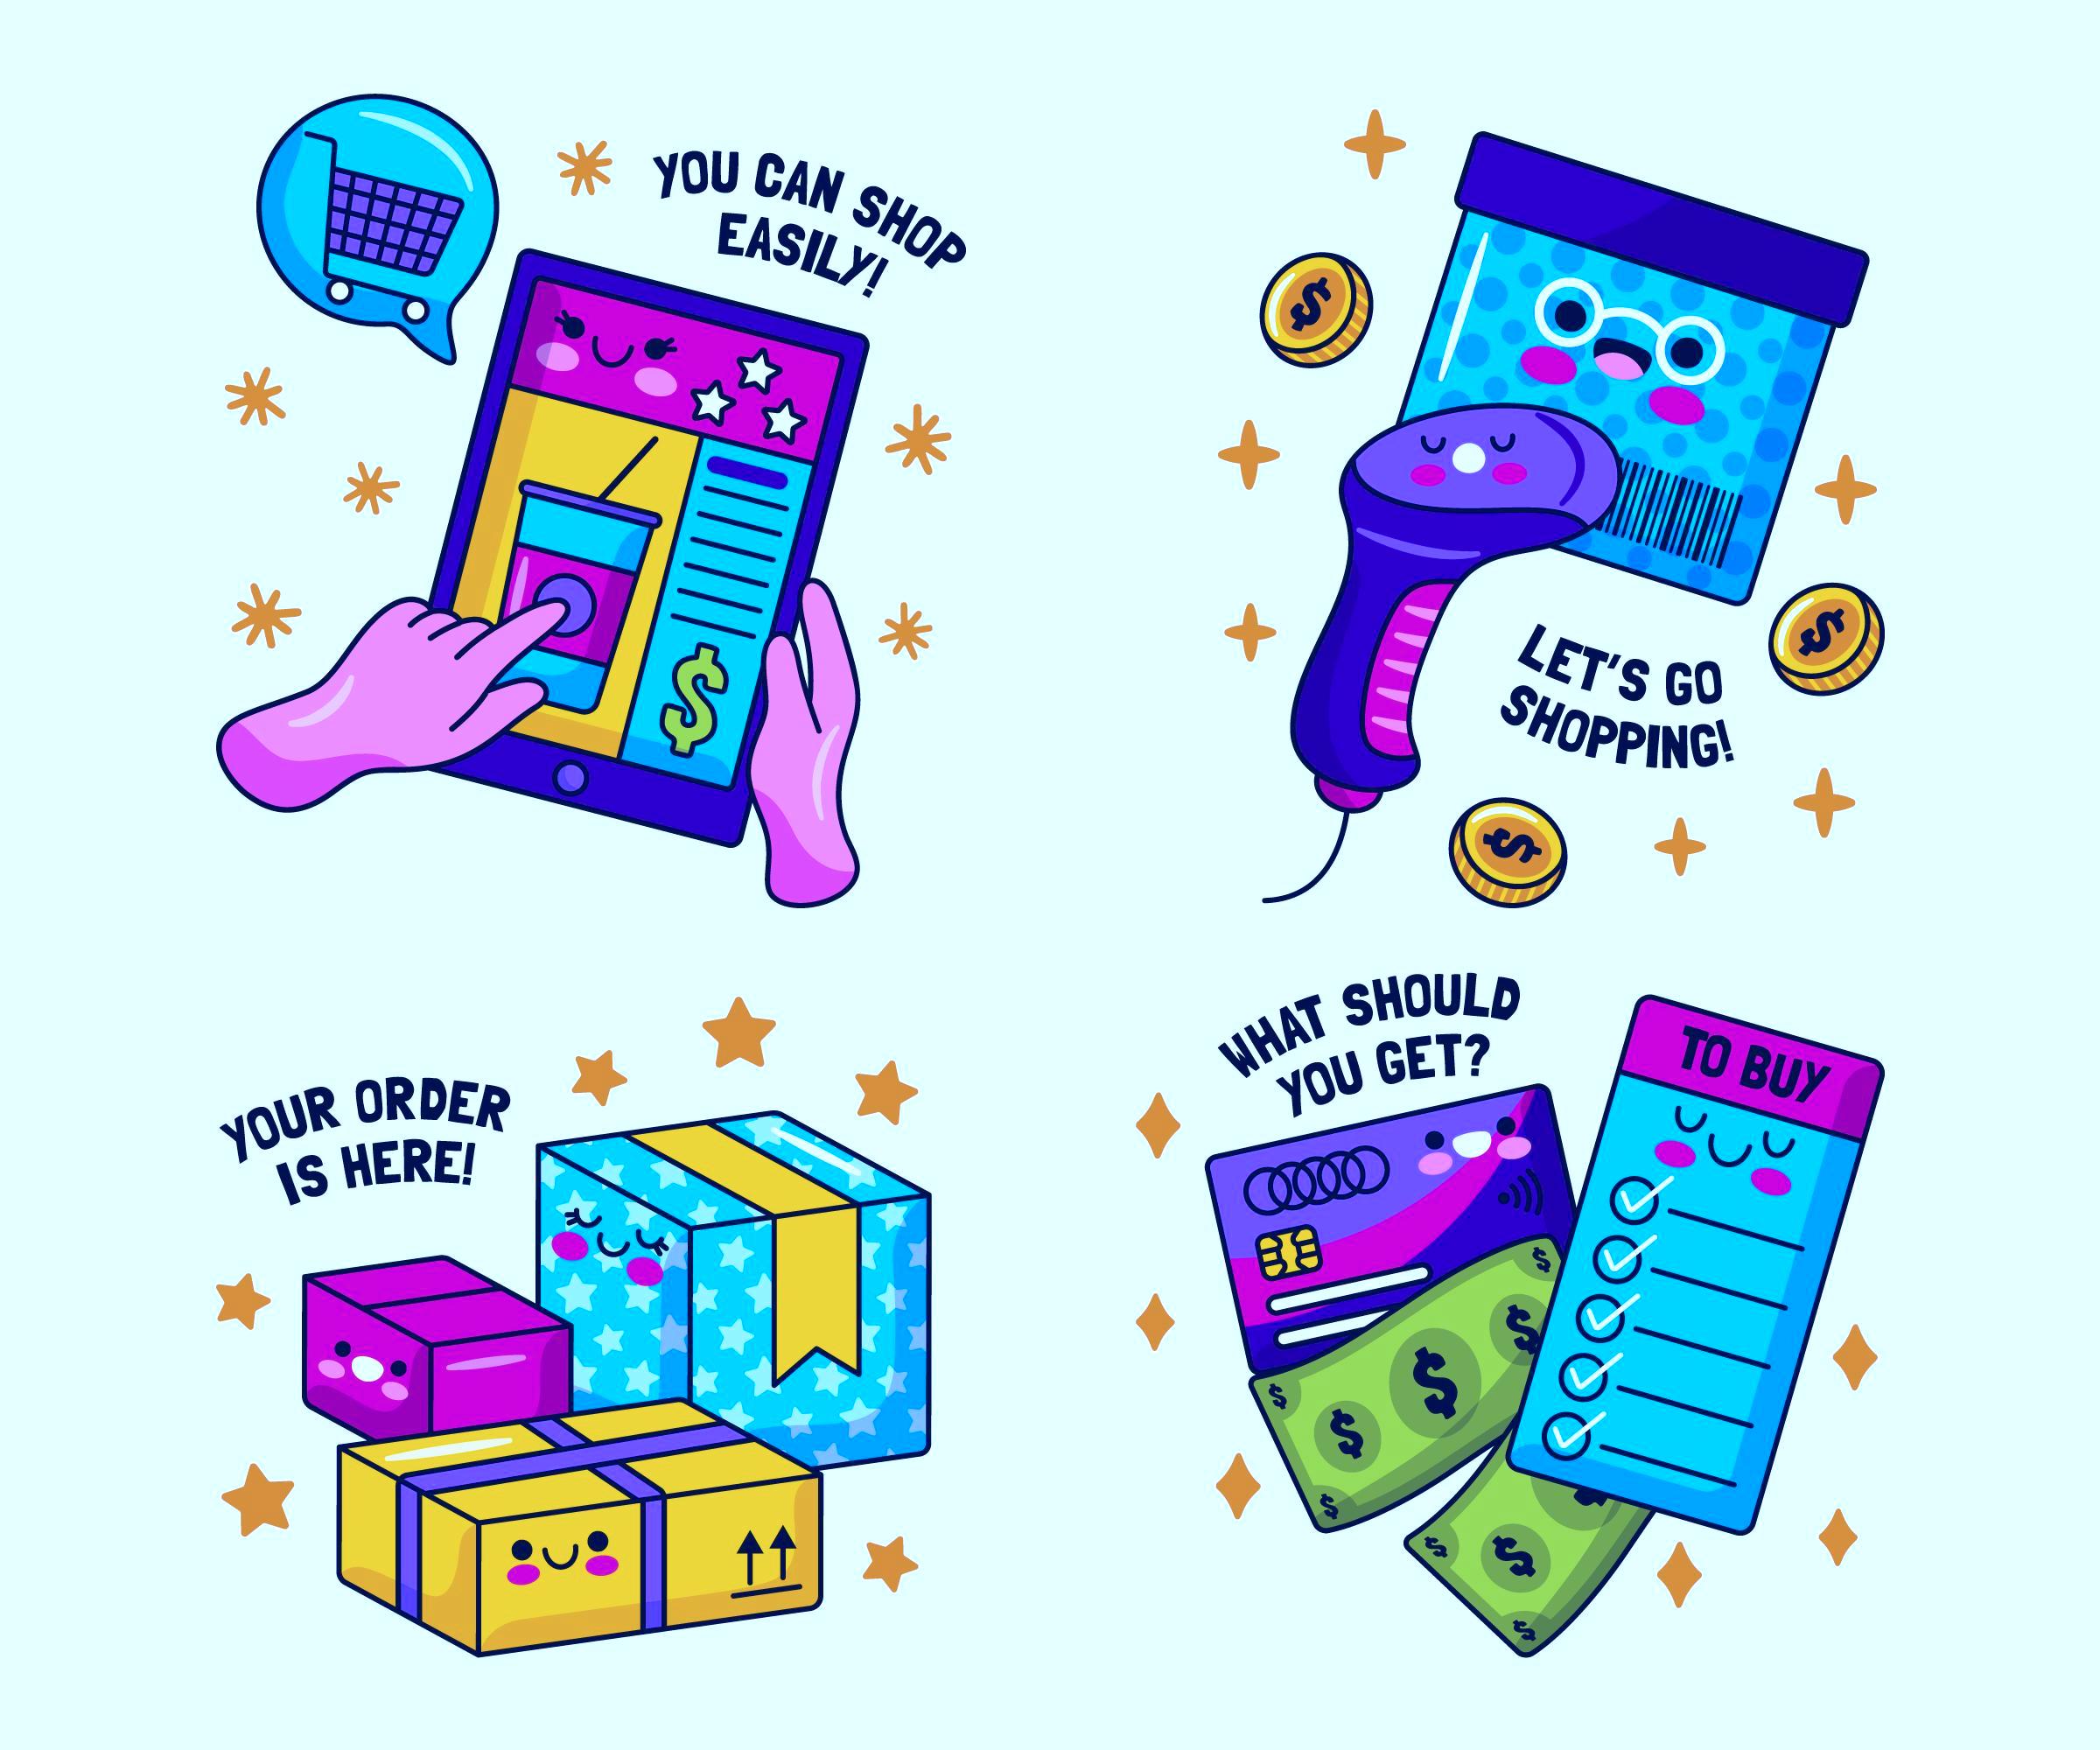 YOU CAN SHOP
EASILY!
$
$
$
LET'S GO
SHOPPING!
$
YOUR ORDER
IS HERE!
WHAT SHOULD
YOU GET?
TO BUY
$
$
$
$
$
$
$
$
$